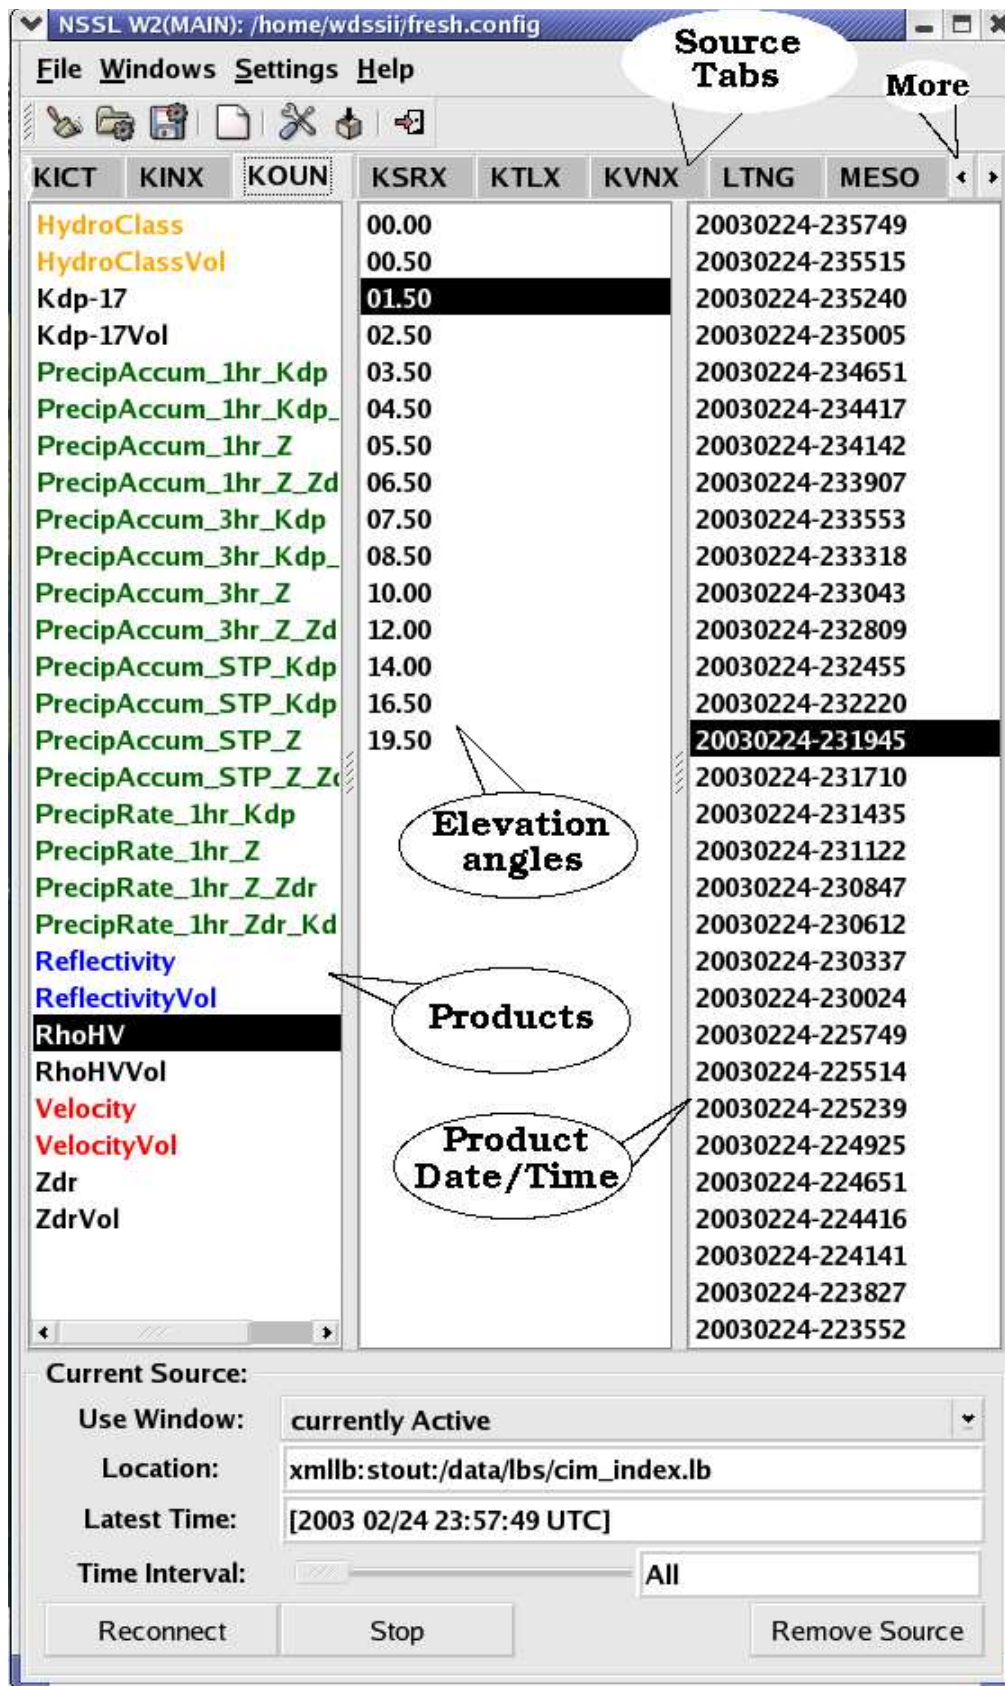 NSSL W2(MAIN): /home/wdssii/fresh.config
Source
Tabs
File Windows Settings Help
More
KICT KINX KOUN KSRX KTLX KVNX LTNG MESO
HydroClass
HydroClassVol
Kdp-17
Kdp-17Vol
PrecipAccum_1hr_Kdp
PrecipAccum_1hr_Kdp_
PrecipAccum_1hr_Z
PrecipAccum_1hr_Z_Zd
PrecipAccum_3hr_Kdp
PrecipAccum_3hr_Kdp_
PrecipAccum_3hr_Z
PrecipAccum_3hr_Z_Zd
PrecipAccum_STP_Kdp
PrecipAccum_STP_Kdp
PrecipAccum_STP_Z
PrecipAccum_STP_Z_Z
PrecipRate_1hr_Kdp
PrecipRate_1hr_Z
PrecipRate_1hr_Z_Zdr
PrecipRate_1hr_Zdr_Kd
Reflectivity
ReflectivityVol
RhoHV
RhoHVVol
Velocity
VelocityVol
Zdr
ZdrVol
00.00
00.50
01.50
02.50
03.50
04.50
05.50
06.50
07.50
08.50
10.00
12.00
14.00
16.50
19.50
Elevation
angles
Products
Product
Date/Time
20030224-235749
20030224-235515
20030224-235240
20030224-235005
20030224-234651
20030224-234417
20030224-234142
20030224-233907
20030224-233553
20030224-233318
20030224-233043
20030224-232809
20030224-232455
20030224-232220
20030224-231945
20030224-231710
20030224-231435
20030224-231122
20030224-230847
20030224-230612
20030224-230337
20030224-230024
20030224-225749
20030224-225514
20030224-225239
20030224-224925
20030224-224651
20030224-224416
20030224-224141
20030224-223827
20030224-223552
Current Source:
Use Window: currently Active
Location: xmllb:stout:/data/lbs/cim_index.lb
Latest Time: [2003 02/24 23:57:49 UTC]
Time Interval: All
Reconnect Stop Remove Source